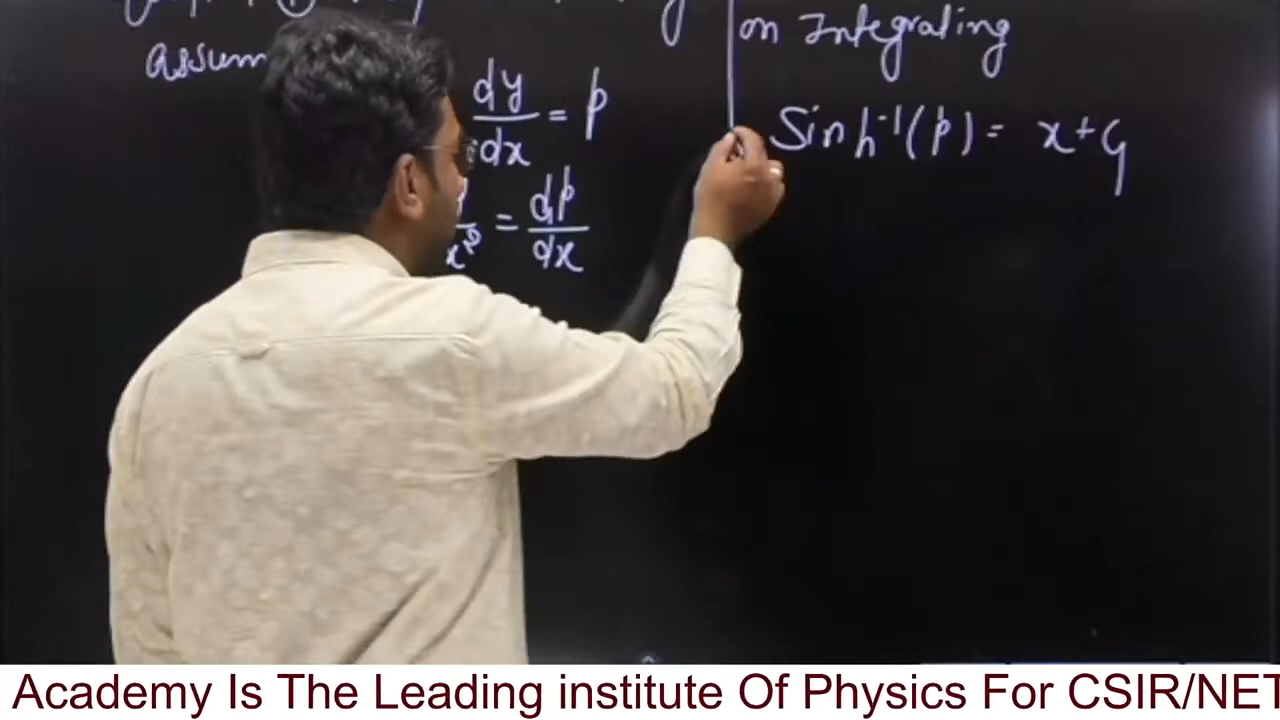 on Integrating
Assum
dy/dx = p
x² = dp/dx
Sinh⁻¹(p) = x + C₁
Academy Is The Leading institute Of Physics For CSIR/NET